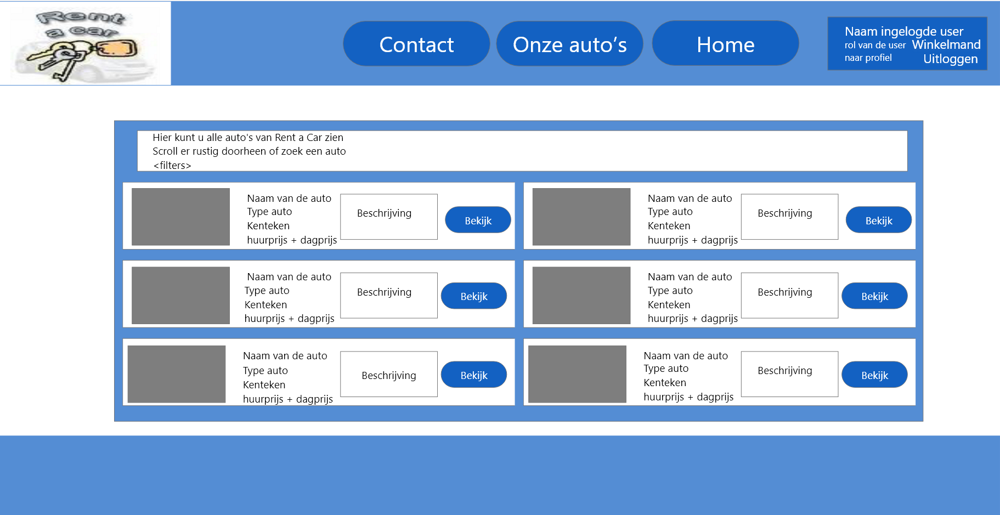 Rent
a car
Contact
Onze auto’s
Home
Naam ingelogde user
rol van de user Winkelmand
naar profiel Uitloggen
Hier kunt u alle auto's van Rent a Car zien
Scroll er rustig doorheen of zoek een auto
<filters>
Naam van de auto
Type auto
Kenteken
huurprijs + dagprijs
Beschrijving
Bekijk
Naam van de auto
Type auto
Kenteken
huurprijs + dagprijs
Beschrijving
Bekijk
Naam van de auto
Type auto
Kenteken
huurprijs + dagprijs
Beschrijving
Bekijk
Naam van de auto
Type auto
Kenteken
huurprijs + dagprijs
Beschrijving
Bekijk
Naam van de auto
Type auto
Kenteken
huurprijs + dagprijs
Beschrijving
Bekijk
Naam van de auto
Type auto
Kenteken
huurprijs + dagprijs
Beschrijving
Bekijk